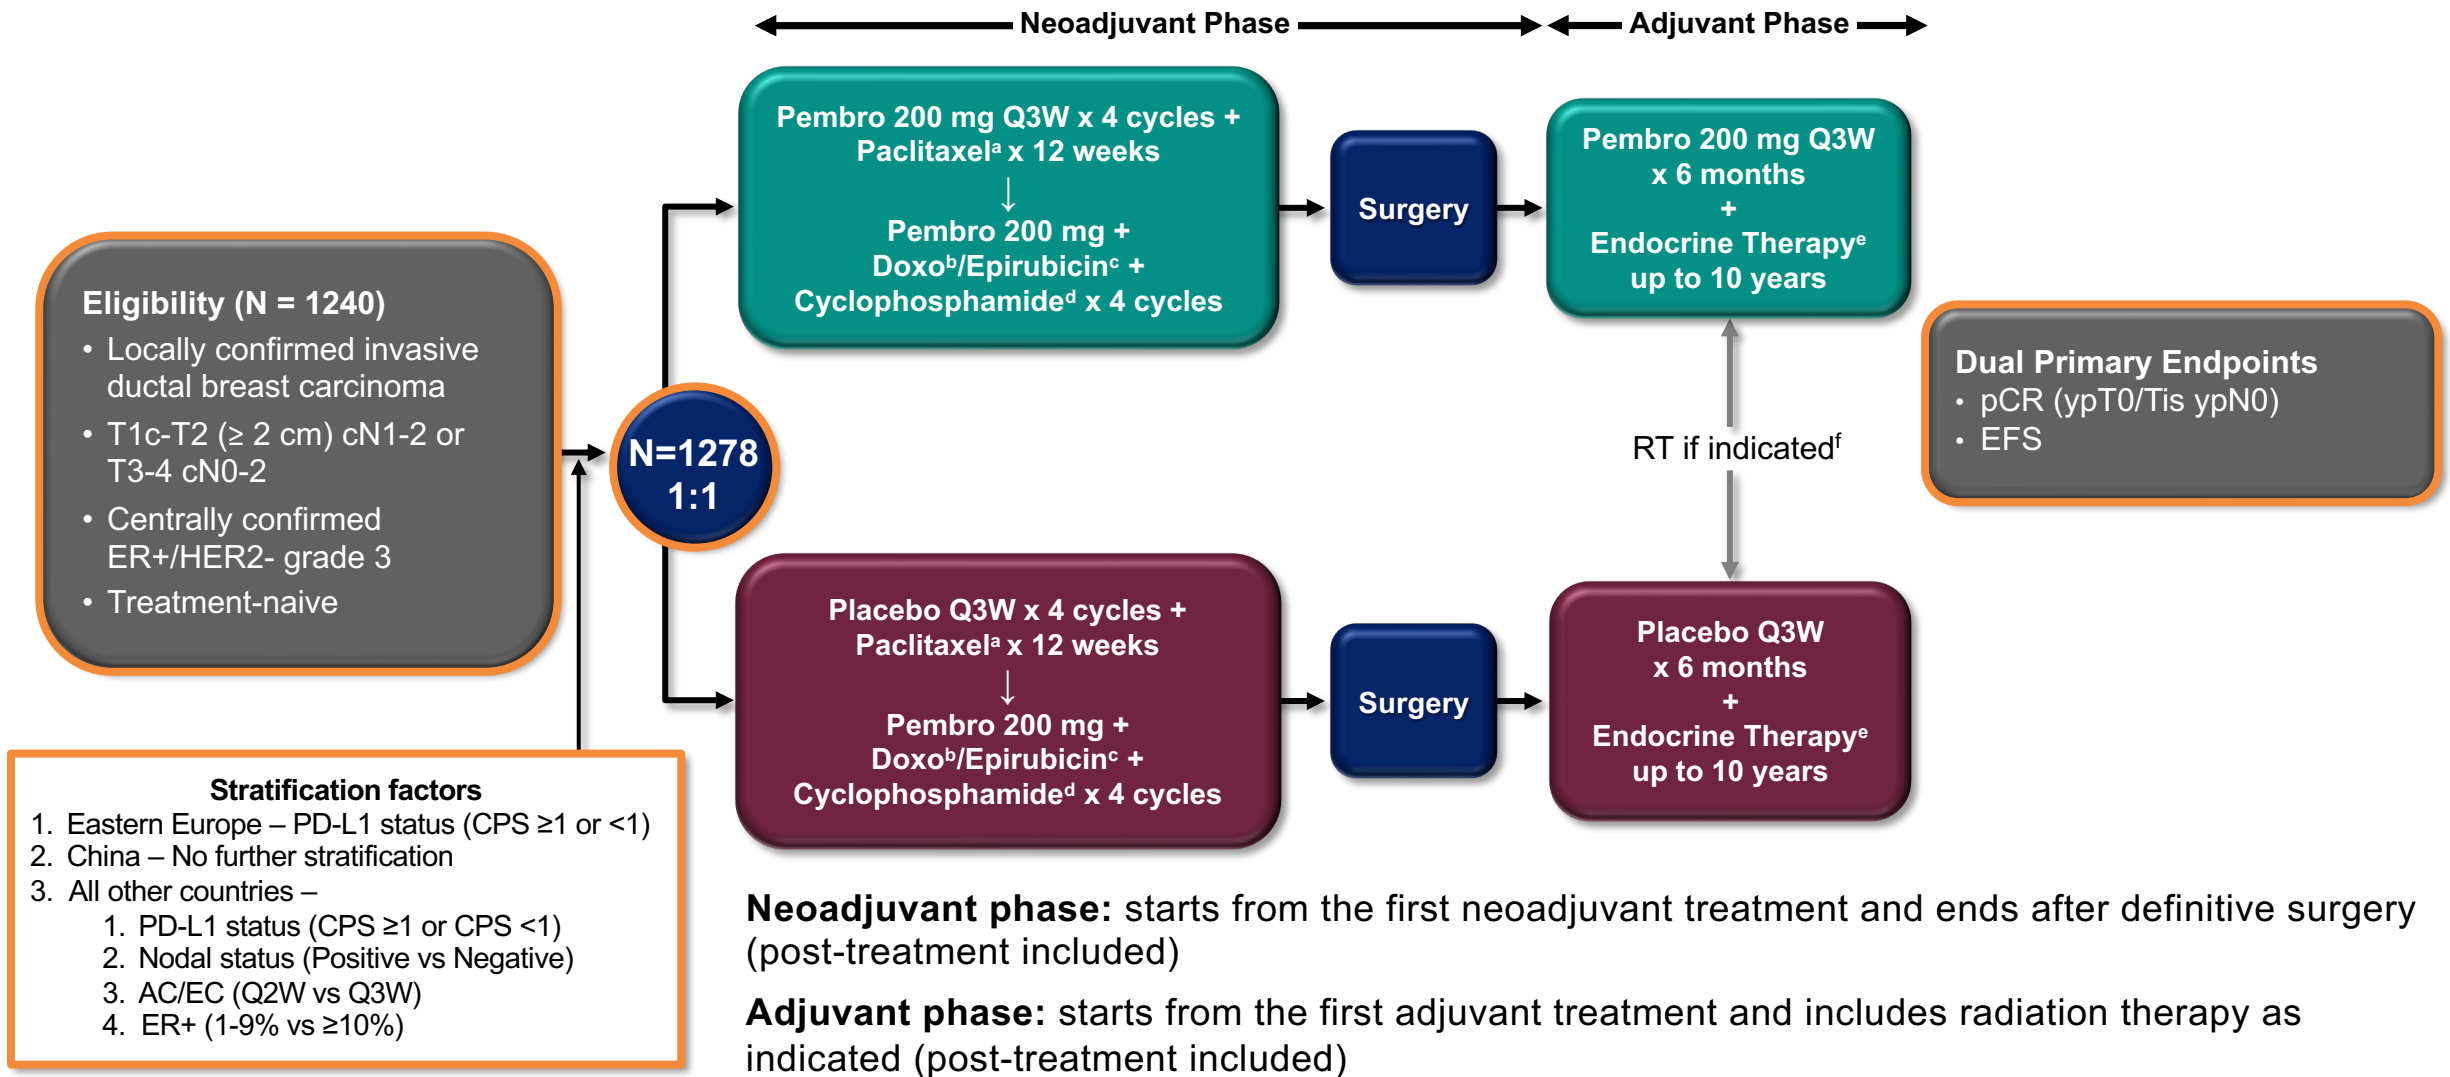 Neoadjuvant Phase
Adjuvant Phase
Eligibility (N = 1240)
• Locally confirmed invasive
ductal breast carcinoma
• T1c-T2 (≥ 2 cm) cN1-2 or
T3-4 cN0-2
• Centrally confirmed
ER+/HER2- grade 3
• Treatment-naive
Stratification factors
1. Eastern Europe – PD-L1 status (CPS ≥1 or <1)
2. China – No further stratification
3. All other countries –
1. PD-L1 status (CPS ≥1 or CPS <1)
2. Nodal status (Positive vs Negative)
3. AC/EC (Q2W vs Q3W)
4. ER+ (1-9% vs ≥10%)
N=1278
1:1
Pembro 200 mg Q3W x 4 cycles +
Paclitaxelᵃ x 12 weeks
↓
Pembro 200 mg +
Doxoᵇ/Epirubicinᶜ +
Cyclophosphamideᵈ x 4 cycles
Surgery
Pembro 200 mg Q3W
x 6 months
+
Endocrine Therapyᵉ
up to 10 years
RT if indicatedᶠ
Placebo Q3W x 4 cycles +
Paclitaxelᵃ x 12 weeks
↓
Pembro 200 mg +
Doxoᵇ/Epirubicinᶜ +
Cyclophosphamideᵈ x 4 cycles
Surgery
Placebo Q3W
x 6 months
+
Endocrine Therapyᵉ
up to 10 years
Dual Primary Endpoints
• pCR (ypT0/Tis ypN0)
• EFS
Neoadjuvant phase: starts from the first neoadjuvant treatment and ends after definitive surgery
(post-treatment included)
Adjuvant phase: starts from the first adjuvant treatment and includes radiation therapy as
indicated (post-treatment included)